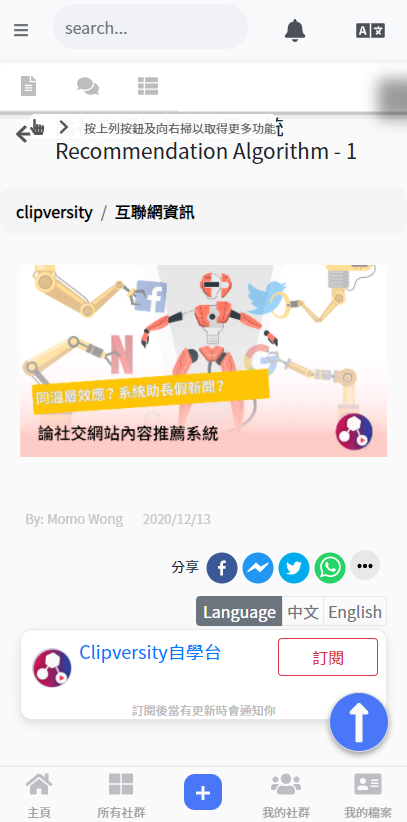 search...
按上列按鈕及向右掃以取得更多功能
Recommendation Algorithm - 1
clipversity / 互聯網資訊
同溫層效應？系統助長假新聞？
論社交網站內容推薦系統
By: Momo Wong 2020/12/13
分享
Language 中文 English
Clipversity自學台
訂閱
訂閱後當有更新時會通知你
主頁 所有社群 我的社群 我的檔案